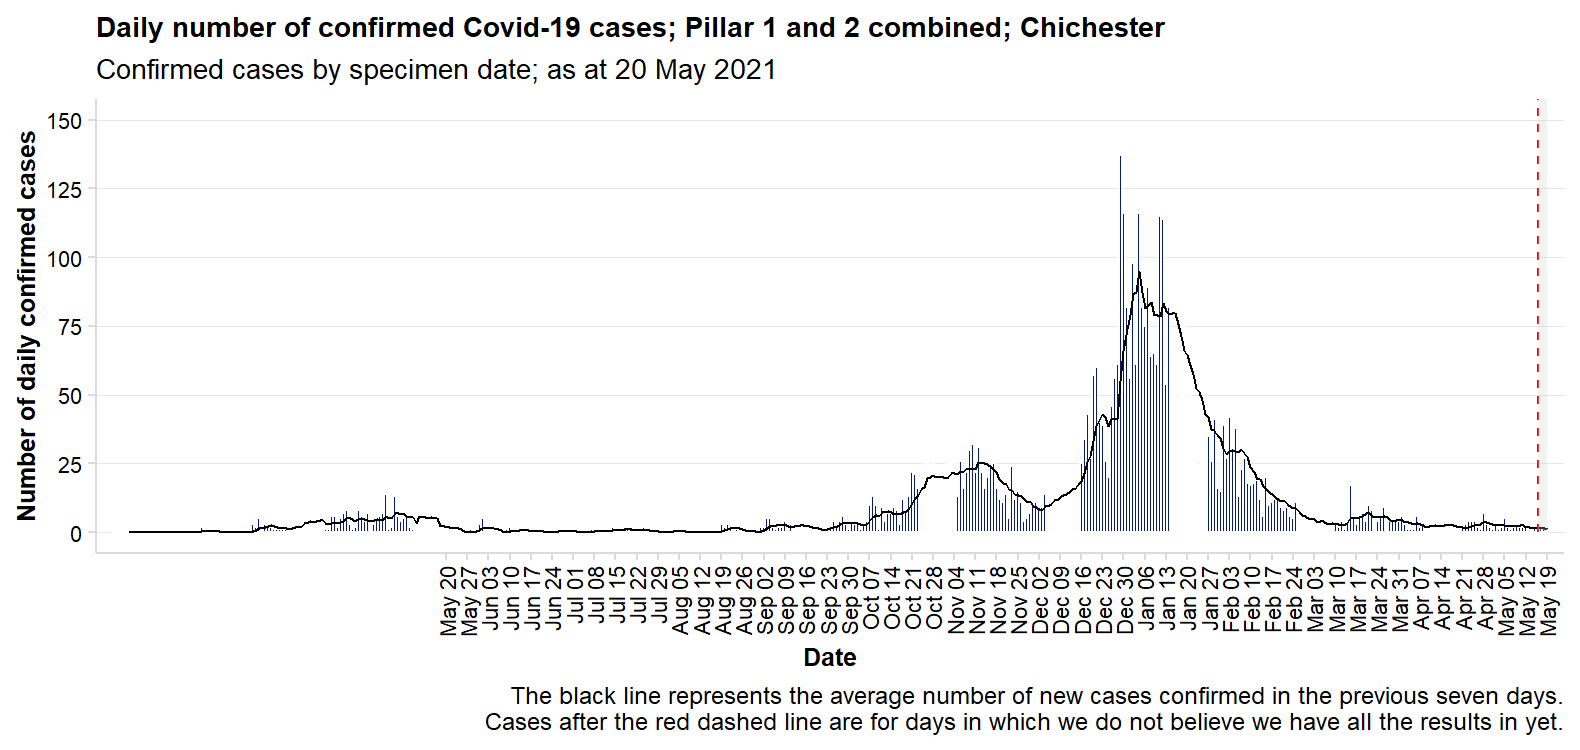 Daily number of confirmed Covid-19 cases; Pillar 1 and 2 combined; Chichester
Confirmed cases by specimen date; as at 20 May 2021
Number of daily confirmed cases
150
125
100
75
50
25
0
May 20
May 27
Jun 03
Jun 10
Jun 17
Jun 24
Jul 01
Jul 08
Jul 15
Jul 22
Jul 29
Aug 05
Aug 12
Aug 19
Aug 26
Sep 02
Sep 09
Sep 16
Sep 23
Sep 30
Oct 07
Oct 14
Oct 21
Oct 28
Nov 04
Nov 11
Nov 18
Nov 25
Dec 02
Dec 09
Dec 16
Dec 23
Dec 30
Jan 06
Jan 13
Jan 20
Jan 27
Feb 03
Feb 10
Feb 17
Feb 24
Mar 03
Mar 10
Mar 17
Mar 24
Mar 31
Apr 07
Apr 14
Apr 21
Apr 28
May 05
May 12
May 19
Date
The black line represents the average number of new cases confirmed in the previous seven days.
Cases after the red dashed line are for days in which we do not believe we have all the results in yet.